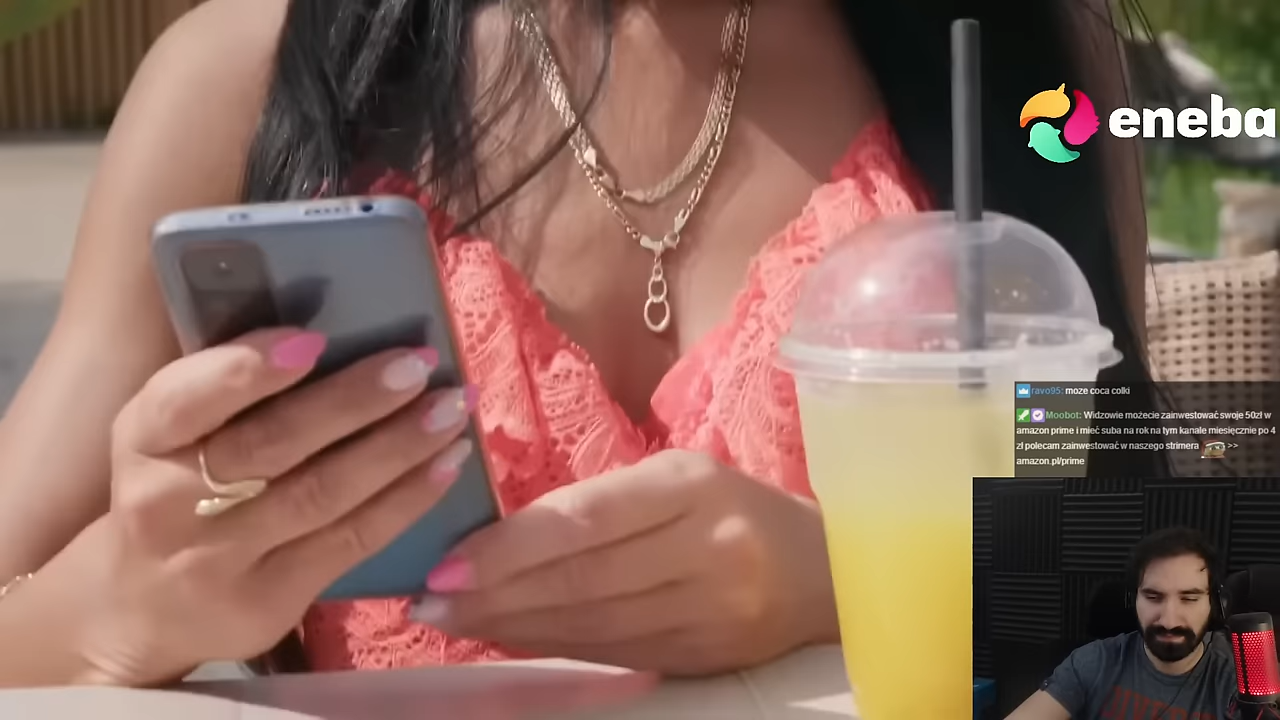 eneba
ravo95: moze coca colki
Moobot: Widzowie możecie zainwestować swoje 50zł w
amazon prime i mieć suba na rok na tym kanale miesięcznie po 4
zł polecam zainwestować w naszego strimera >>
amazon.pl/prime